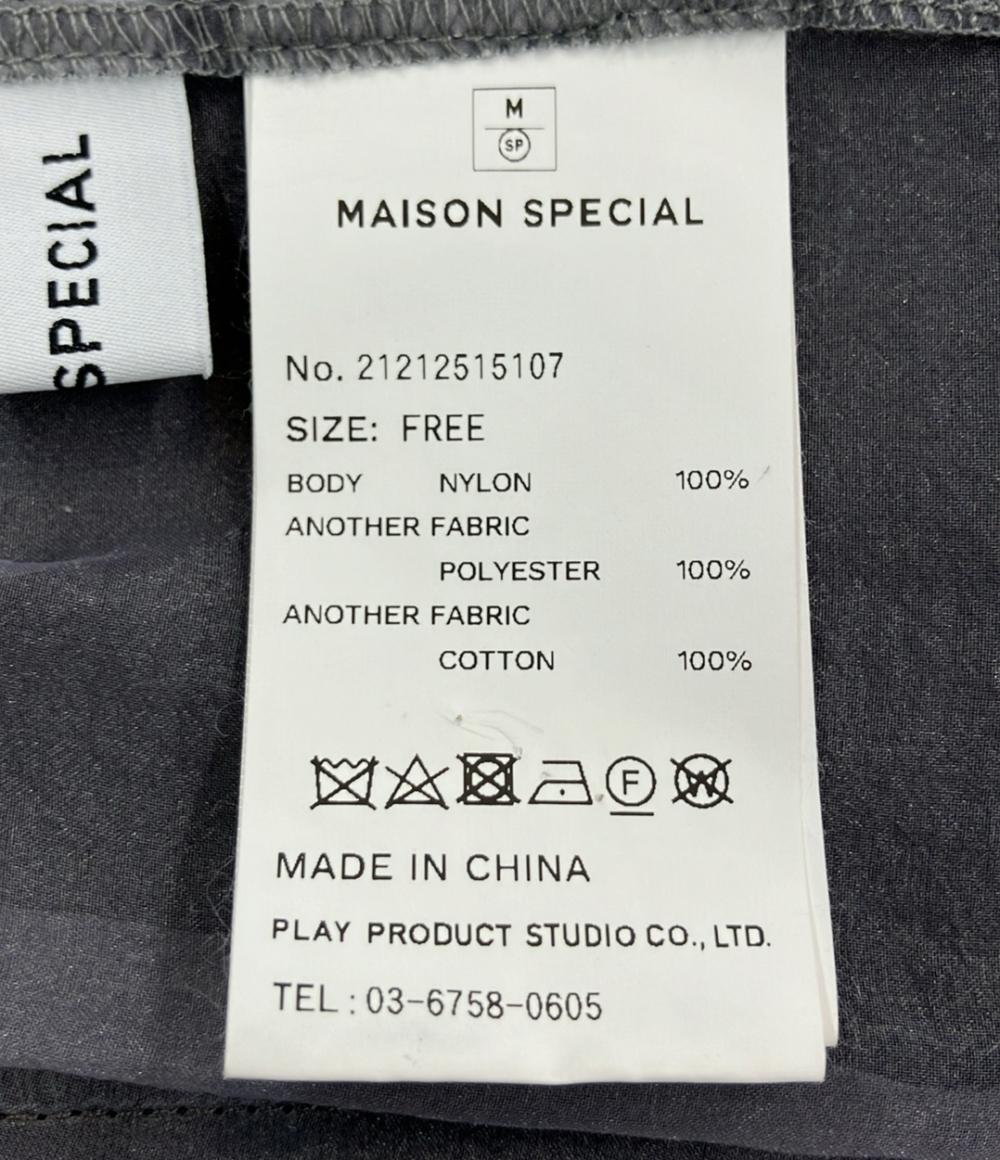 SPECIAL
M
SP
MAISON SPECIAL
No. 21212515107
SIZE: FREE
BODY NYLON 100%
ANOTHER FABRIC
POLYESTER 100%
ANOTHER FABRIC
COTTON 100%
F W
MADE IN CHINA
PLAY PRODUCT STUDIO CO., LTD.
TEL : 03-6758-0605